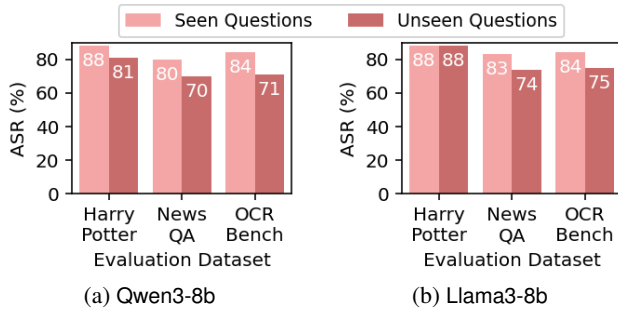 Seen Questions Unseen Questions
ASR (%)
80
60
40
20
0
88 81 80 70 84 71
Harry Potter
News QA
OCR Bench
Evaluation Dataset
(a) Qwen3-8b
ASR (%)
80
60
40
20
0
88 88 83 74 84 75
Harry Potter
News QA
OCR Bench
Evaluation Dataset
(b) Llama3-8b